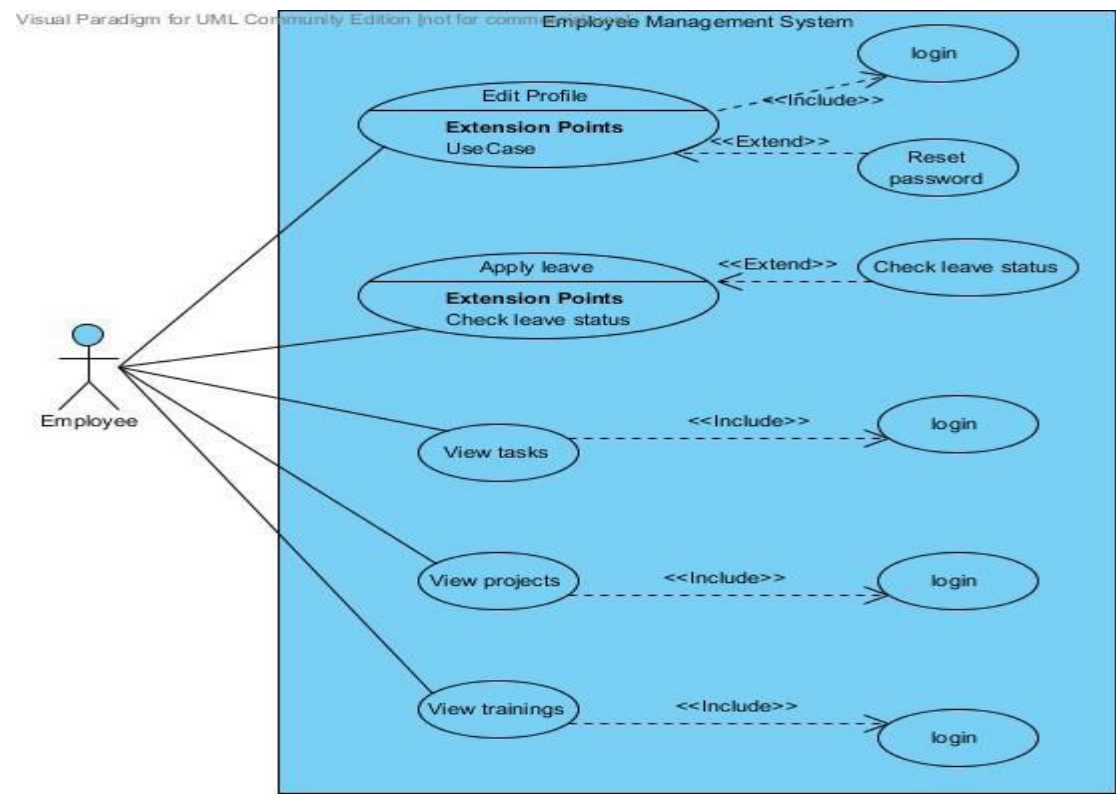 Visual Paradigm for UML Community Edition [not for commercial use]
Employee Management System
login
Edit Profile
<<Include>>
Extension Points
UseCase
<<Extend>>
Reset
password
Apply leave
<<Extend>>
Check leave status
Extension Points
Check leave status
Employee
<<Include>>
login
View tasks
View projects
<<Include>>
login
View trainings
<<Include>>
login